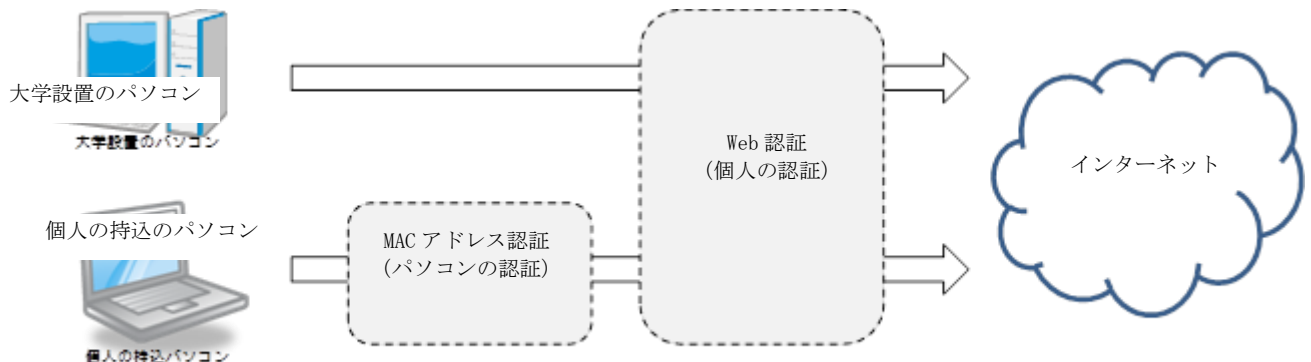 大学設置のパソコン
大学設置のパソコン
Web 認証
(個人の認証)
インターネット
個人の持込のパソコン
MAC アドレス認証
(パソコンの認証)
個人の持込パソコン